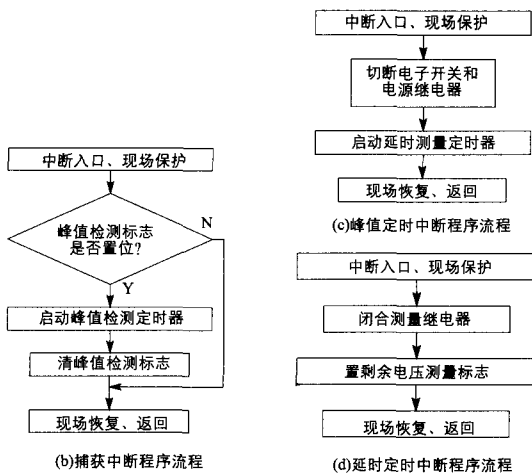 中断入口、现场保护
峰值检测标志
是否置位?
N
Y
启动峰值检测定时器
清峰值检测标志
现场恢复、返回
(b)捕获中断程序流程
中断入口、现场保护
切断电子开关和
电源继电器
启动延时测量定时器
现场恢复、返回
(c)峰值定时中断程序流程
中断入口、现场保护
闭合测量继电器
置剩余电压测量标志
现场恢复、返回
(d)延时定时中断程序流程